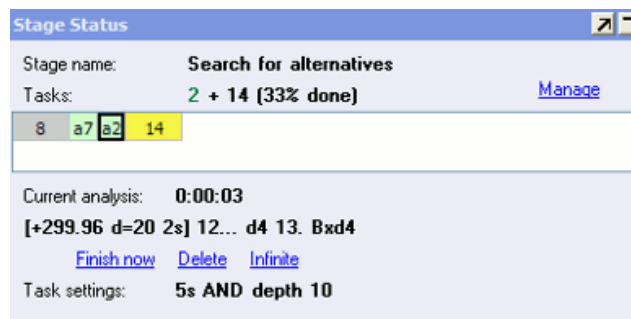 Stage Status
Stage name: Search for alternatives
Tasks: 2 + 14 (33% done) Manage
8 a7 a2 14
Current analysis: 0:00:03
[+299.96 d=20 2s] 12... d4 13. Bxd4
Finish now Delete Infinite
Task settings: 5s AND depth 10